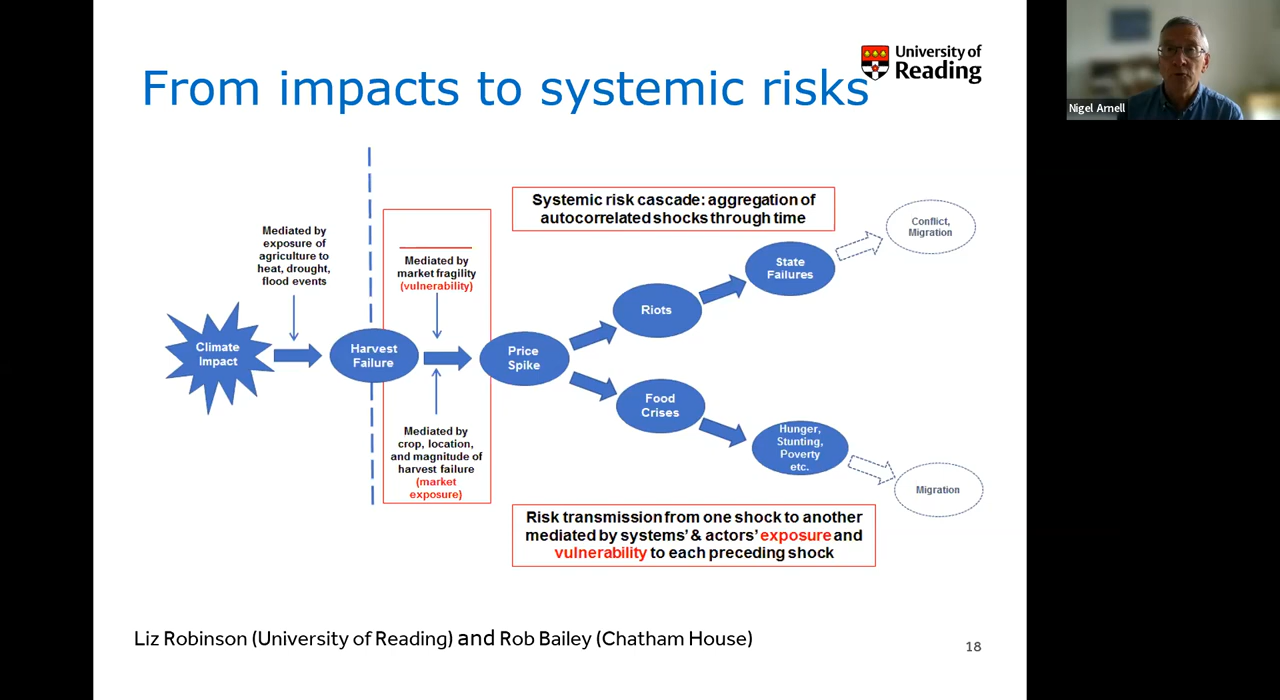 From impacts to systemic risks
University of
Reading
Nigel Arnell
Systemic risk cascade: aggregation of
autocorrelated shocks through time
Mediated by
exposure of
agriculture to
heat, drought,
flood events
Mediated by
market fragility
(vulnerability)
Climate
Impact
Harvest
Failure
Price
Spike
Riots
State
Failures
Conflict,
Migration
Food
Crises
Hunger,
Stunting,
Poverty
etc.
Migration
Mediated by
crop, location,
and magnitude of
harvest failure
(market
exposure)
Risk transmission from one shock to another
mediated by systems' & actors' exposure and
vulnerability to each preceding shock
Liz Robinson (University of Reading) and Rob Bailey (Chatham House)
18